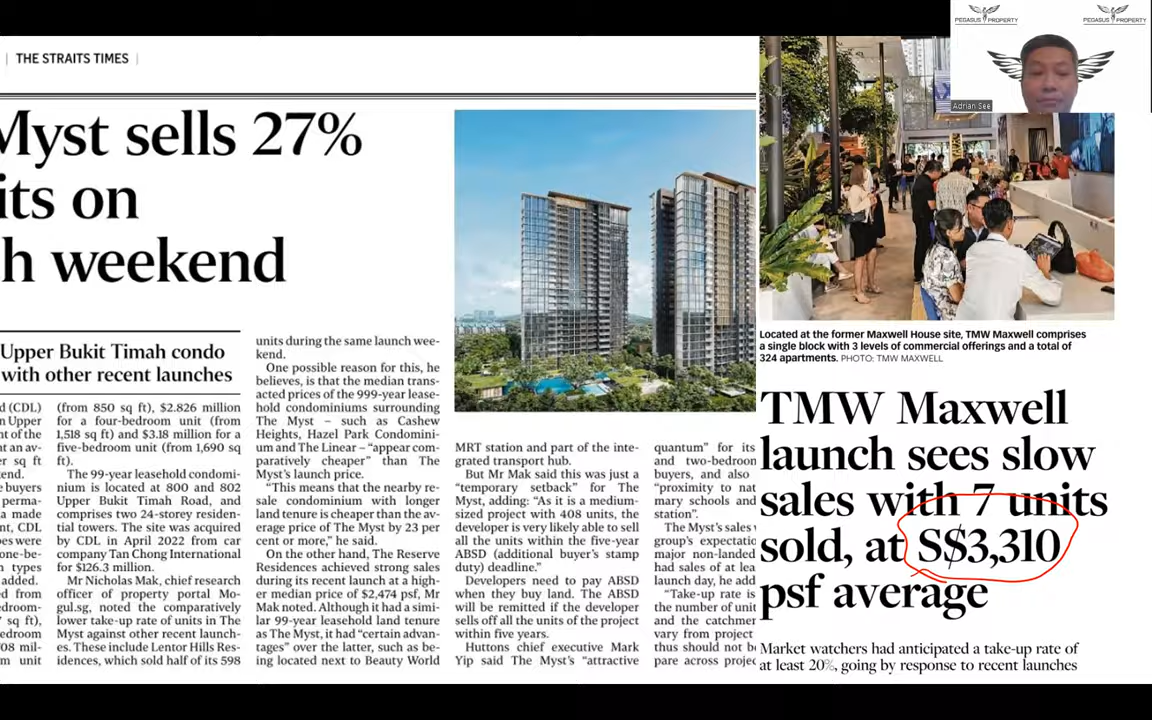 THE STRAITS TIMES
Myst sells 27%
its on
h weekend
Upper Bukit Timah condo
with other recent launches
d (CDL)
n Upper
nt of the
at an av-
er sq ft
kend.
e buyers
perma-
a made
nt, CDL
pes were
one-be-
n types
added.
ed from
edroom-
7 sq ft),
edroom
08 mil-
m unit
(from 850 sq ft), $2.826 million
for a four-bedroom unit (from
1,518 sq ft) and $3.18 million for a
five-bedroom unit (from 1,690 sq
ft).
The 99-year leasehold condomi-
nium is located at 800 and 802
Upper Bukit Timah Road, and
comprises two 24-storey residen-
tial towers. The site was acquired
by CDL in April 2022 from car
company Tan Chong International
for $126.3 million.
Mr Nicholas Mak, chief research
officer of property portal Mo-
gul.sg, noted the comparatively
lower take-up rate of units in The
Myst against other recent launch-
es. These include Lentor Hills Res-
idences, which sold half of its 598
units during the same launch wee-
kend.
One possible reason for this, he
believes, is that the median trans-
acted prices of the 999-year lease-
hold condominiums surrounding
The Myst – such as Cashew
Heights, Hazel Park Condomini-
um and The Linear – “appear com-
paratively cheaper” than The
Myst’s launch price.
“This means that the nearby re-
sale condominium with longer
land tenure is cheaper than the av-
erage price of The Myst by 23 per
cent or more,” he said.
On the other hand, The Reserve
Residences achieved strong sales
during its recent launch at a high-
er median price of $2,474 psf, Mr
Mak noted. Although it had a simi-
lar 99-year leasehold land tenure
as The Myst, it had “certain advan-
tages” over the latter, such as be-
ing located next to Beauty World
MRT station and part of the inte-
grated transport hub.
But Mr Mak said this was just a
“temporary setback” for The
Myst, adding: “As it is a medium-
sized project with 408 units, the
developer is very likely able to sell
all the units within the five-year
ABSD (additional buyer’s stamp
duty) deadline.”
Developers need to pay ABSD
when they buy land. The ABSD
will be remitted if the developer
sells off all the units of the project
within five years.
Huttons chief executive Mark
Yip said The Myst’s “attractive
quantum” for its
and two-bedroom
buyers, and also
“proximity to nat
mary schools and
station”.
The Myst’s sales
group’s expectatio
major non-landed
had sales of at lea
launch day, he add
“Take-up rate is
the number of unit
and the catchmen
vary from project
thus should not b
pare across projec
PEGASUS PROPERTY
PEGASUS PROPERTY
Adrian See
Located at the former Maxwell House site, TMW Maxwell comprises
a single block with 3 levels of commercial offerings and a total of
324 apartments. PHOTO: TMW MAXWELL
TMW Maxwell
launch sees slow
sales with 7 units
sold, at S$3,310
psf average
Market watchers had anticipated a take-up rate of
at least 20%, going by response to recent launches